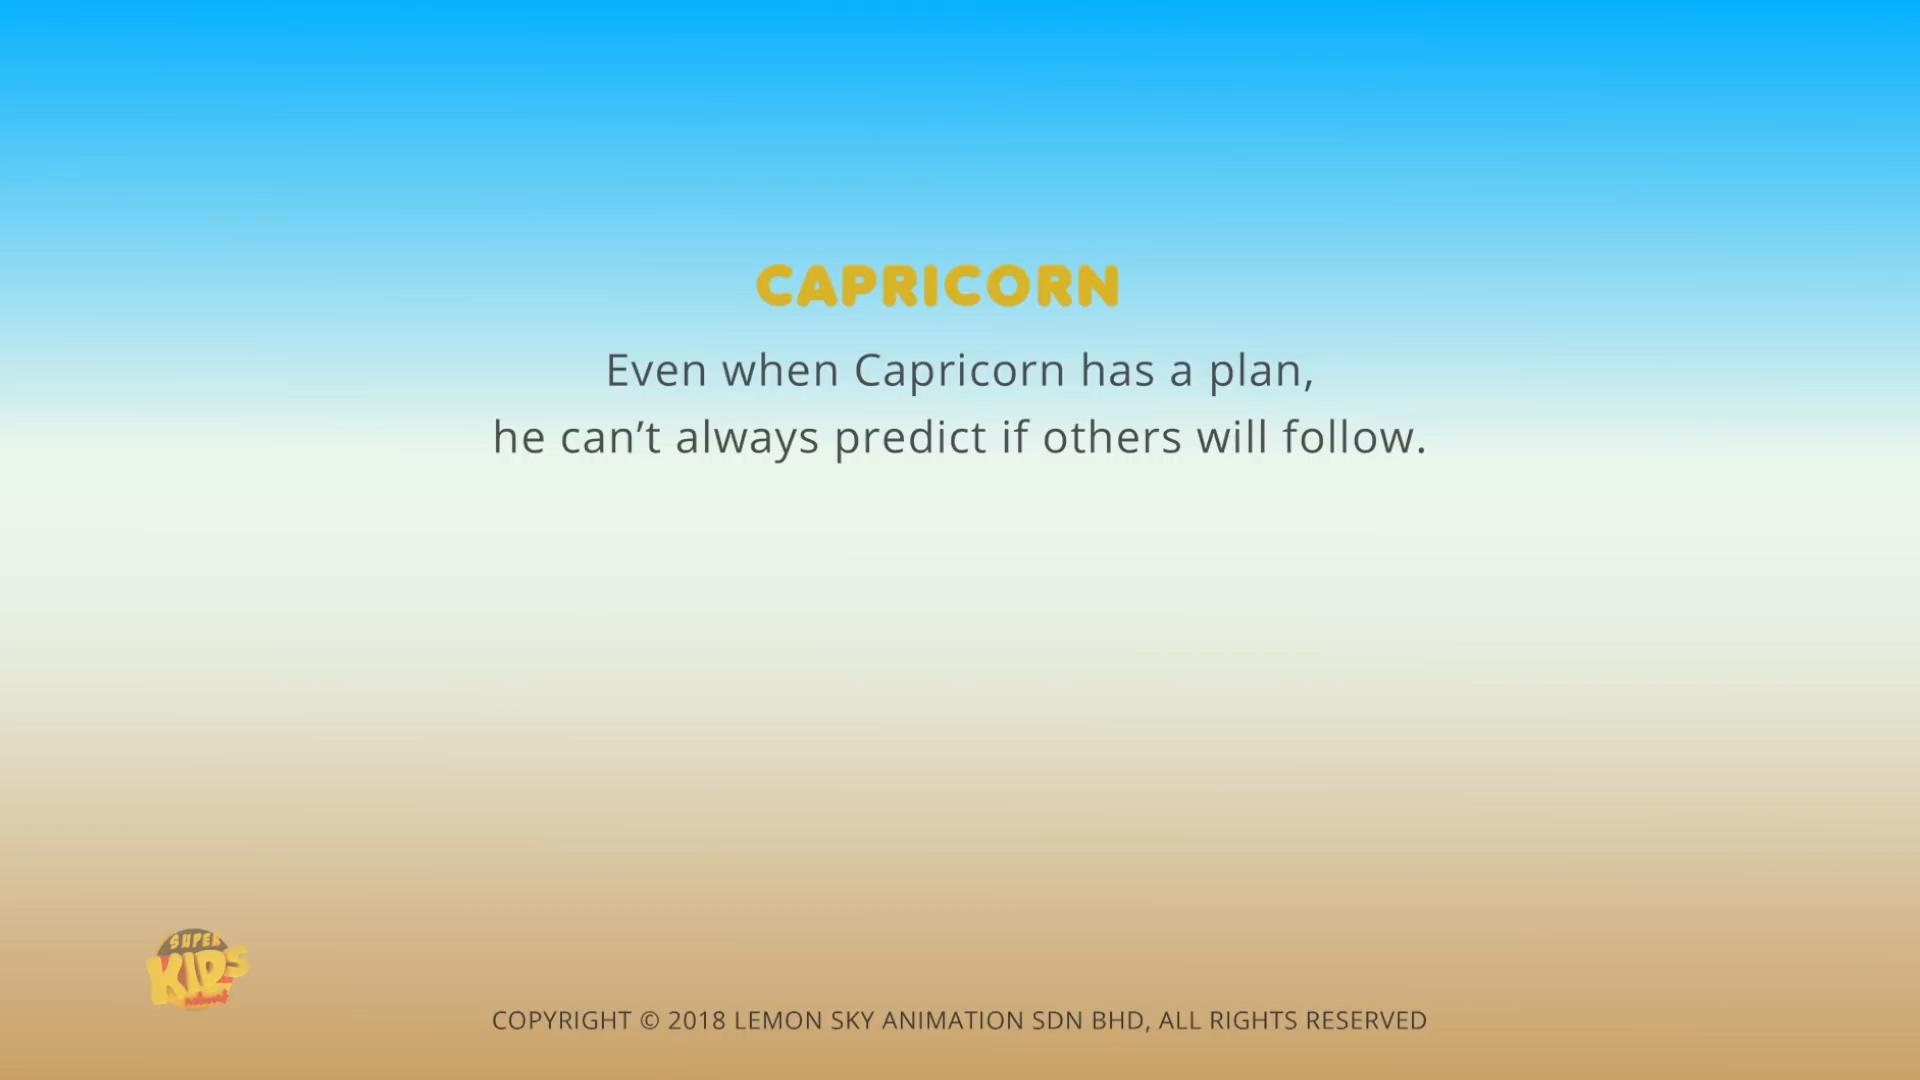 CAPRICORN
Even when Capricorn has a plan,
he can’t always predict if others will follow.
SUPER
KIDS
network
COPYRIGHT © 2018 LEMON SKY ANIMATION SDN BHD, ALL RIGHTS RESERVED